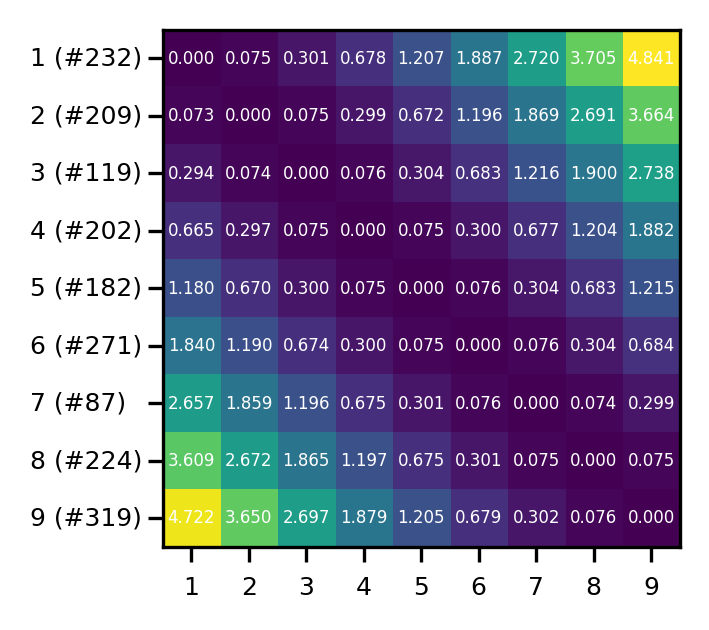 1 (#232) 0.000 0.075 0.301 0.678 1.207 1.887 2.720 3.705 4.841
2 (#209) 0.073 0.000 0.075 0.299 0.672 1.196 1.869 2.691 3.664
3 (#119) 0.294 0.074 0.000 0.076 0.304 0.683 1.216 1.900 2.738
4 (#202) 0.665 0.297 0.075 0.000 0.075 0.300 0.677 1.204 1.882
5 (#182) 1.180 0.670 0.300 0.075 0.000 0.076 0.304 0.683 1.215
6 (#271) 1.840 1.190 0.674 0.300 0.075 0.000 0.076 0.304 0.684
7 (#87) 2.657 1.859 1.196 0.675 0.301 0.076 0.000 0.074 0.299
8 (#224) 3.609 2.672 1.865 1.197 0.675 0.301 0.075 0.000 0.075
9 (#319) 4.722 3.650 2.697 1.879 1.205 0.679 0.302 0.076 0.000
1 2 3 4 5 6 7 8 9